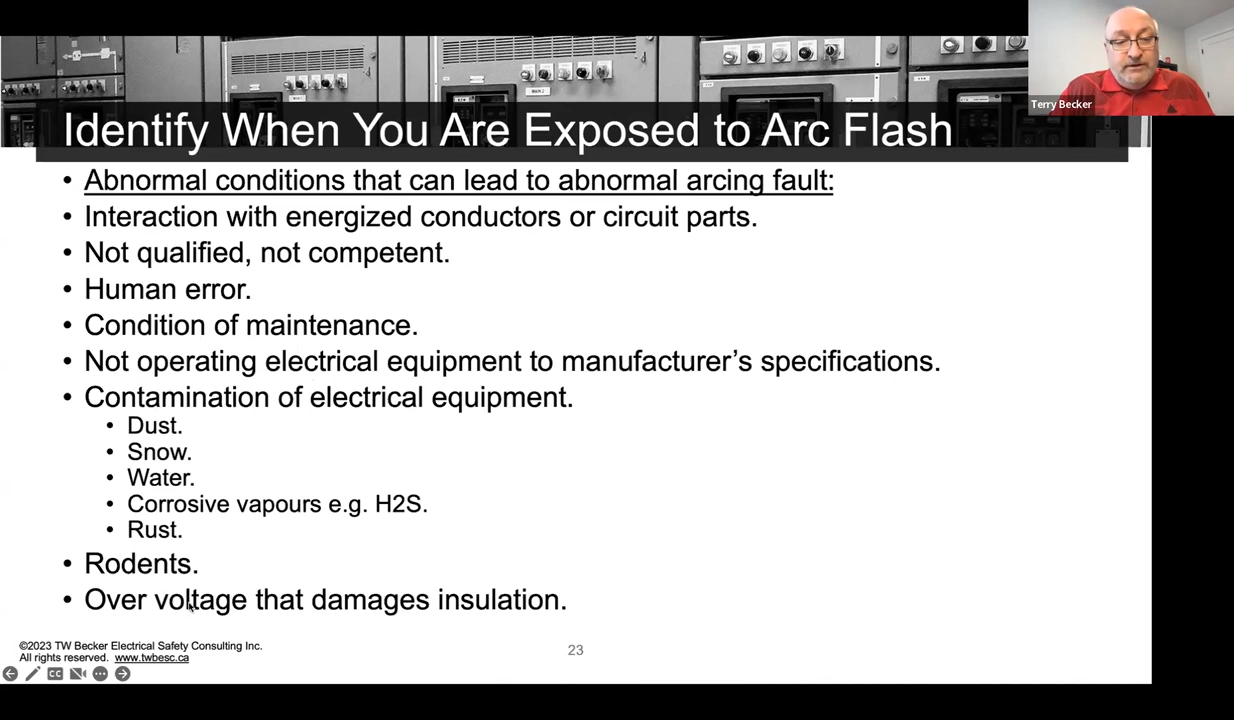 Terry Becker
Identify When You Are Exposed to Arc Flash
• Abnormal conditions that can lead to abnormal arcing fault:
• Interaction with energized conductors or circuit parts.
• Not qualified, not competent.
• Human error.
• Condition of maintenance.
• Not operating electrical equipment to manufacturer’s specifications.
• Contamination of electrical equipment.
• Dust.
• Snow.
• Water.
• Corrosive vapours e.g. H2S.
• Rust.
• Rodents.
• Over voltage that damages insulation.
©2023 TW Becker Electrical Safety Consulting Inc.
All rights reserved. www.twbesc.ca
23
CC